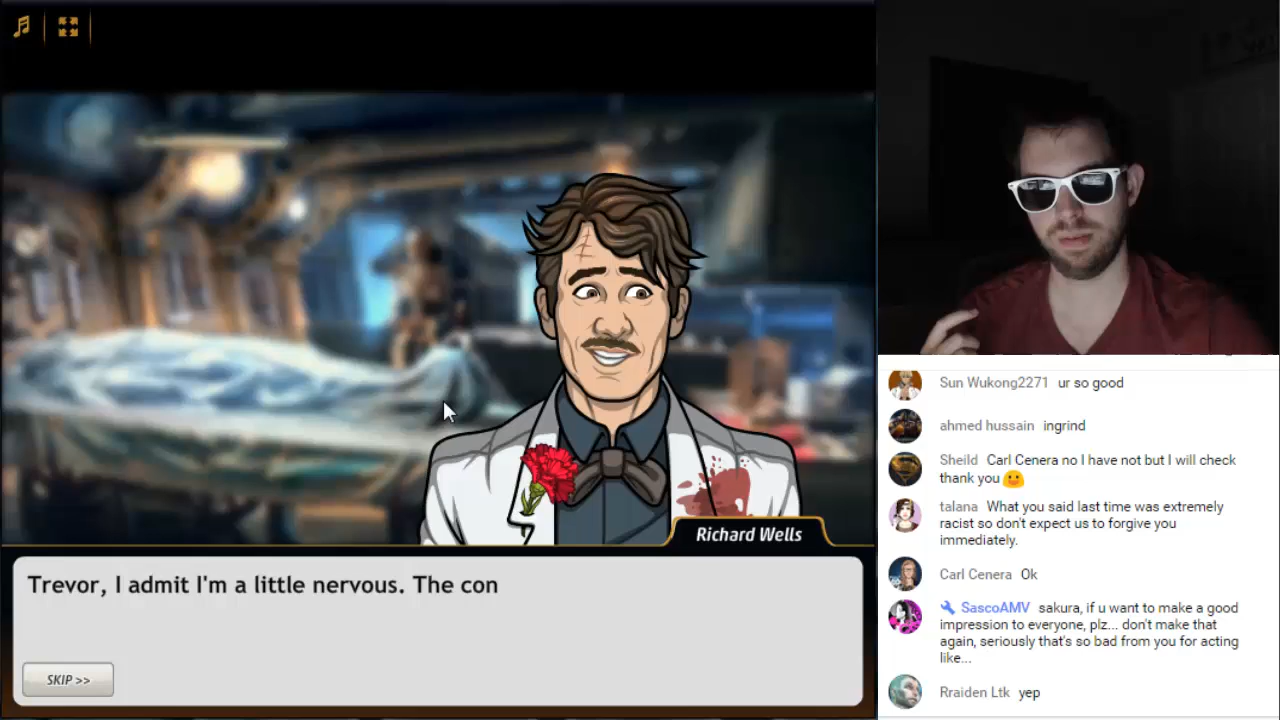 Richard Wells
Trevor, I admit I'm a little nervous. The con
SKIP >>
Sun Wukong2271 ur so good
ahmed hussain ingrind
Sheild Carl Cenera no I have not but I will check
thank you
talana What you said last time was extremely
racist so don't expect us to forgive you
immediately.
Carl Cenera Ok
SascoAMV sakura, if u want to make a good
impression to everyone, plz... don't make that
again, seriously that's so bad from you for acting
like...
Rraiden Ltk yep